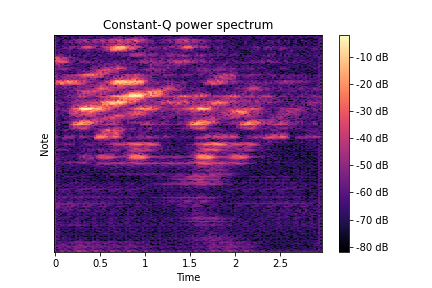 Constant-Q power spectrum
Note
-10 dB
-20 dB
-30 dB
-40 dB
-50 dB
-60 dB
-70 dB
-80 dB
0 0.5 1 1.5 2 2.5
Time